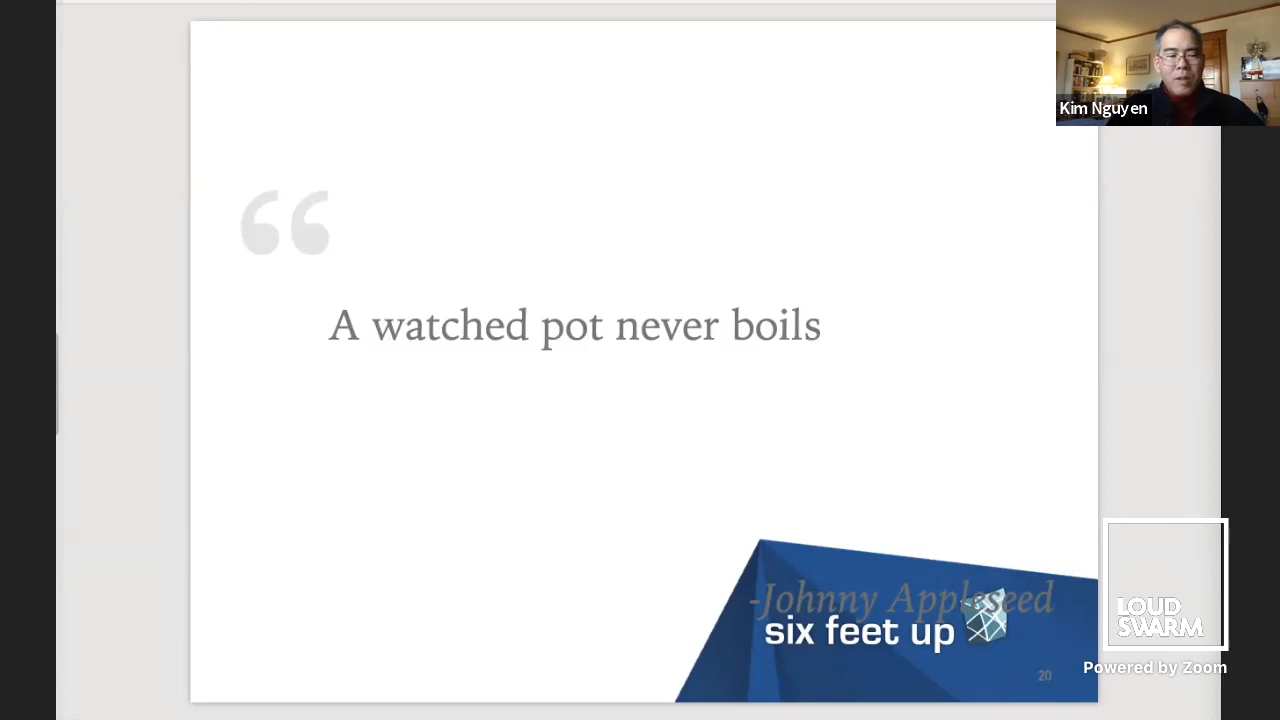 Kim Nguyen
“
A watched pot never boils
-Johnny Appleseed
six feet up
20
LOUD
SWARM
Powered by Zoom